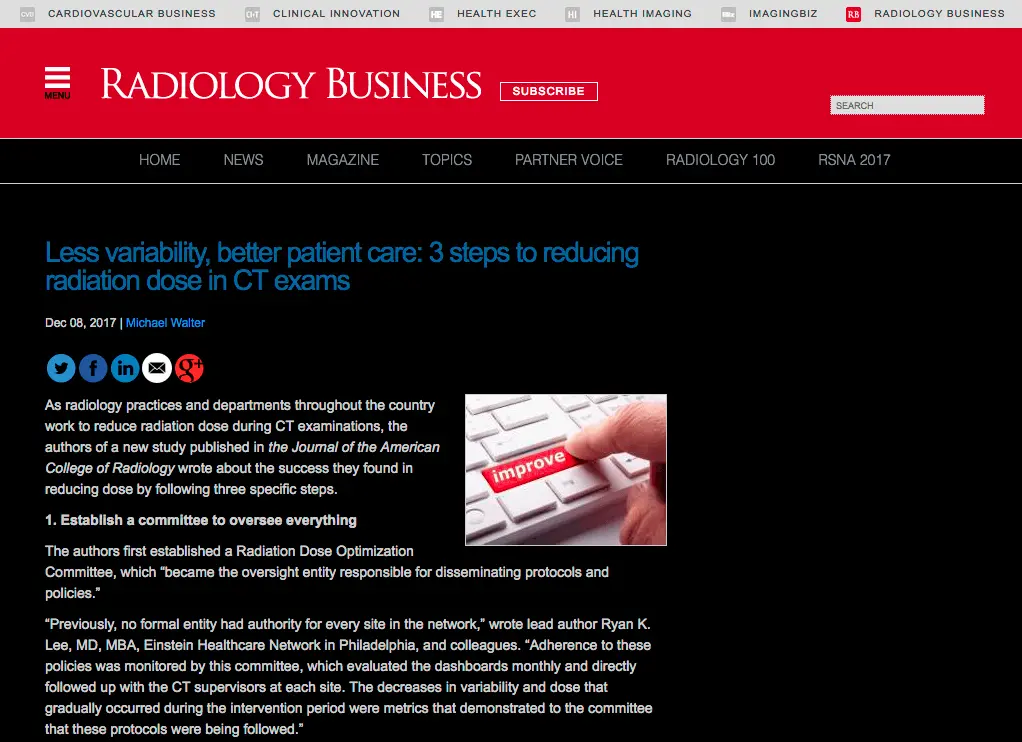 CVB CARDIOVASCULAR BUSINESS CLINICAL INNOVATION HE HEALTH EXEC HI HEALTH IMAGING IMAGINGBIZ RB RADIOLOGY BUSINESS
MENU
RADIOLOGY BUSINESS
SUBSCRIBE
SEARCH
HOME NEWS MAGAZINE TOPICS PARTNER VOICE RADIOLOGY 100 RSNA 2017
Less variability, better patient care: 3 steps to reducing
radiation dose in CT exams
Dec 08, 2017 | Michael Walter
As radiology practices and departments throughout the country
work to reduce radiation dose during CT examinations, the
authors of a new study published in the Journal of the American
College of Radiology wrote about the success they found in
reducing dose by following three specific steps.
improve
1. Establish a committee to oversee everything
The authors first established a Radiation Dose Optimization
Committee, which “became the oversight entity responsible for disseminating protocols and
policies.”
“Previously, no formal entity had authority for every site in the network,” wrote lead author Ryan K.
Lee, MD, MBA, Einstein Healthcare Network in Philadelphia, and colleagues. “Adherence to these
policies was monitored by this committee, which evaluated the dashboards monthly and directly
followed up with the CT supervisors at each site. The decreases in variability and dose that
gradually occurred during the intervention period were metrics that demonstrated to the committee
that these protocols were being followed.”